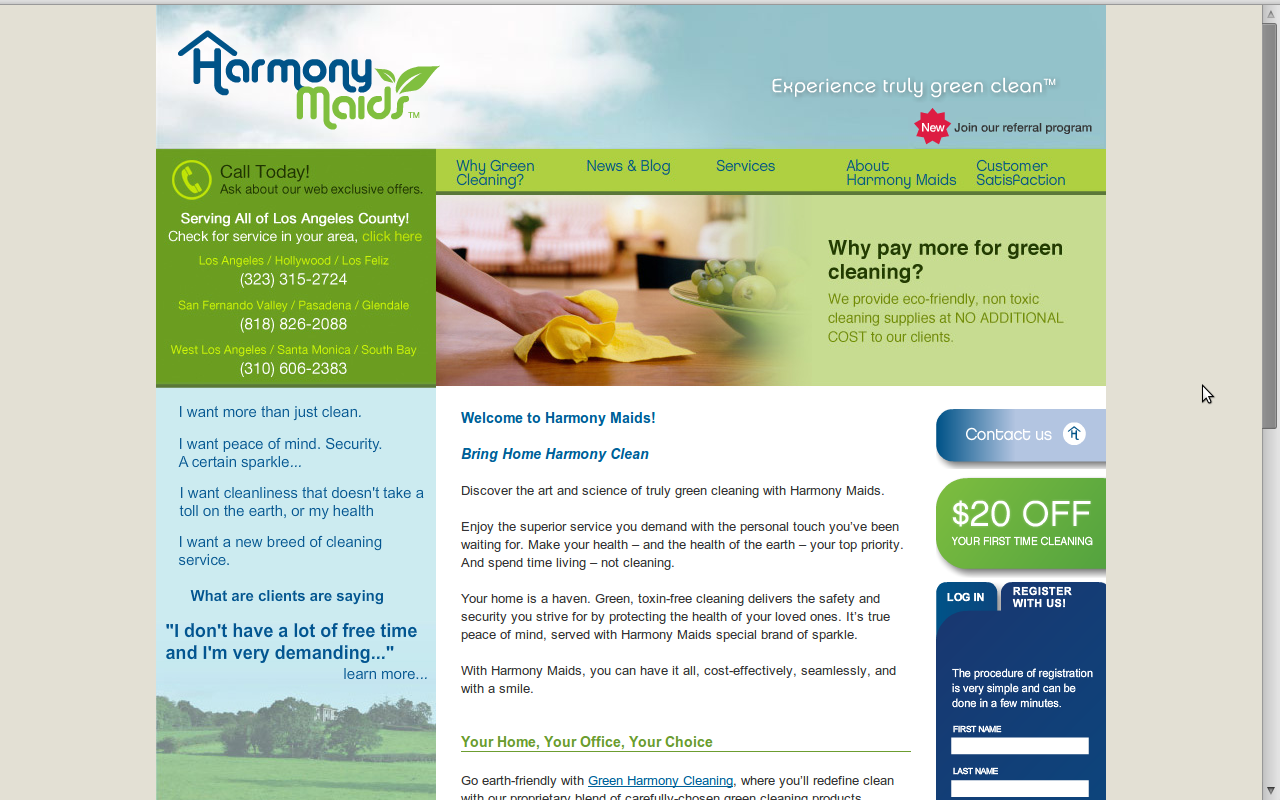 Harmony
Maids™
Experience truly green clean™
New Join our referral program
Call Today!
Ask about our web exclusive offers.
Serving All of Los Angeles County!
Check for service in your area, click here
Los Angeles / Hollywood / Los Feliz
(323) 315-2724
San Fernando Valley / Pasadena / Glendale
(818) 826-2088
West Los Angeles / Santa Monica / South Bay
(310) 606-2383
Why Green
Cleaning?
News & Blog
Services
About
Harmony Maids
Customer
Satisfaction
Why pay more for green
cleaning?
We provide eco-friendly, non toxic
cleaning supplies at NO ADDITIONAL
COST to our clients.
I want more than just clean.
I want peace of mind. Security.
A certain sparkle...
I want cleanliness that doesn't take a
toll on the earth, or my health
I want a new breed of cleaning
service.
What are clients are saying
"I don't have a lot of free time
and I'm very demanding..."
learn more...
Welcome to Harmony Maids!
Bring Home Harmony Clean
Discover the art and science of truly green cleaning with Harmony Maids.
Enjoy the superior service you demand with the personal touch you’ve been
waiting for. Make your health – and the health of the earth – your top priority.
And spend time living – not cleaning.
Your home is a haven. Green, toxin-free cleaning delivers the safety and
security you strive for by protecting the health of your loved ones. It’s true
peace of mind, served with Harmony Maids special brand of sparkle.
With Harmony Maids, you can have it all, cost-effectively, seamlessly, and
with a smile.
Your Home, Your Office, Your Choice
Go earth-friendly with Green Harmony Cleaning, where you’ll redefine clean
with our proprietary blend of carefully-chosen green cleaning products
Contact us
$20 OFF
YOUR FIRST TIME CLEANING
LOG IN
REGISTER
WITH US!
The procedure of registration
is very simple and can be
done in a few minutes.
FIRST NAME
LAST NAME